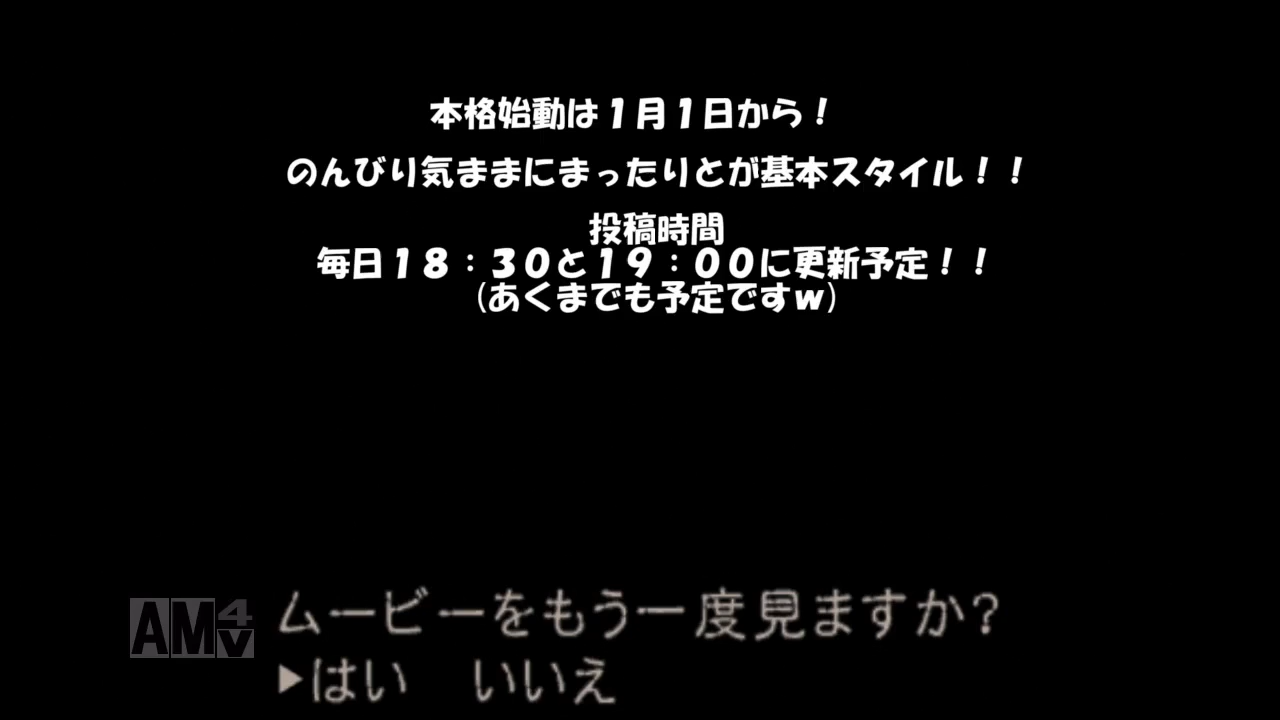 本格始動は１月１日から！
のんびり気ままにまったりとが基本スタイル！！
投稿時間
毎日１８：３０と１９：００に更新予定！！
（あくまでも予定ですｗ）
ムービーをもう一度見ますか？
▶はい　いいえ
AM4v